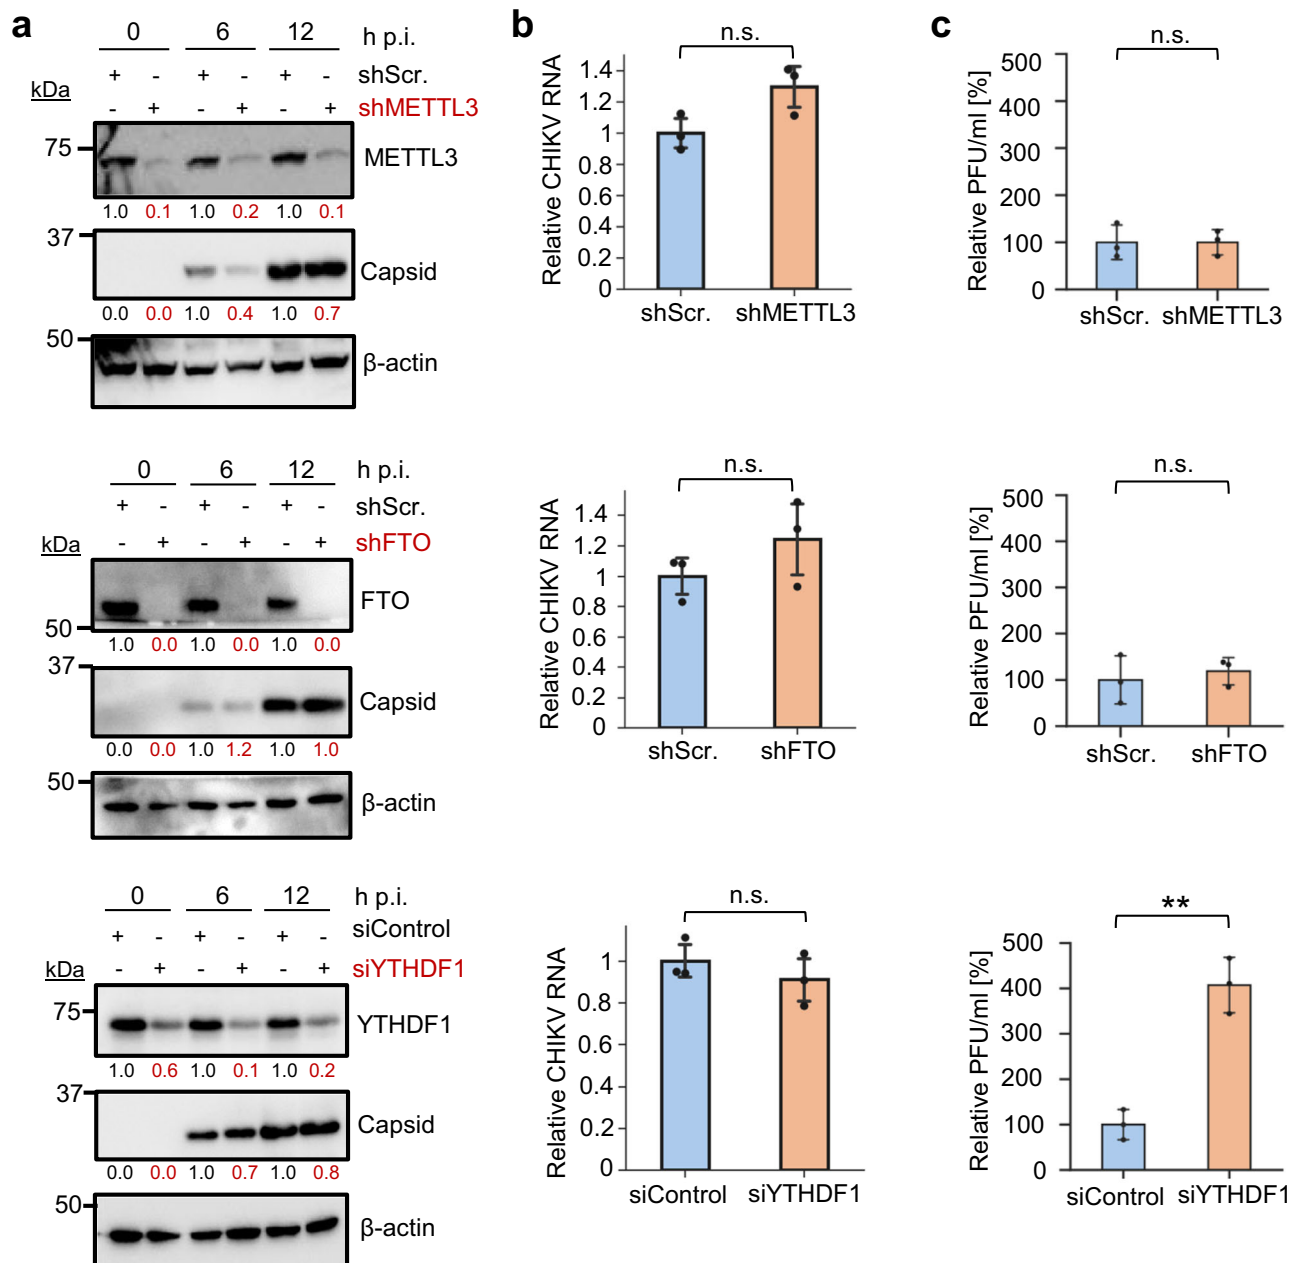 a
0 6 12 h p.i.
+ - + - + - shScr.
kDa
- + - + - + shMETTL3
75
METTL3
1.0 0.1 1.0 0.2 1.0 0.1
37
Capsid
0.0 0.0 1.0 0.4 1.0 0.7
50
β-actin
0 6 12 h p.i.
+ - + - + - shScr.
kDa
- + - + - + shFTO
FTO
50
1.0 0.0 1.0 0.0 1.0 0.0
37
Capsid
0.0 0.0 1.0 1.2 1.0 1.0
50
β-actin
0 6 12 h p.i.
+ - + - + - siControl
kDa
- + - + - + siYTHDF1
75
YTHDF1
1.0 0.6 1.0 0.1 1.0 0.2
37
Capsid
0.0 0.0 1.0 0.7 1.0 0.8
50
β-actin
b
n.s.
Relative CHIKV RNA
1.4
1.2
1
0.8
0.6
0.4
0.2
0
shScr. shMETTL3
n.s.
Relative CHIKV RNA
1.4
1.2
1
0.8
0.6
0.4
0.2
0
shScr. shFTO
n.s.
Relative CHIKV RNA
1
0.8
0.6
0.4
0.2
0
siControl siYTHDF1
c
n.s.
Relative PFU/ml [%]
500
400
300
200
100
0
shScr. shMETTL3
n.s.
Relative PFU/ml [%]
500
400
300
200
100
0
shScr. shFTO
**
Relative PFU/ml [%]
500
400
300
200
100
0
siControl siYTHDF1